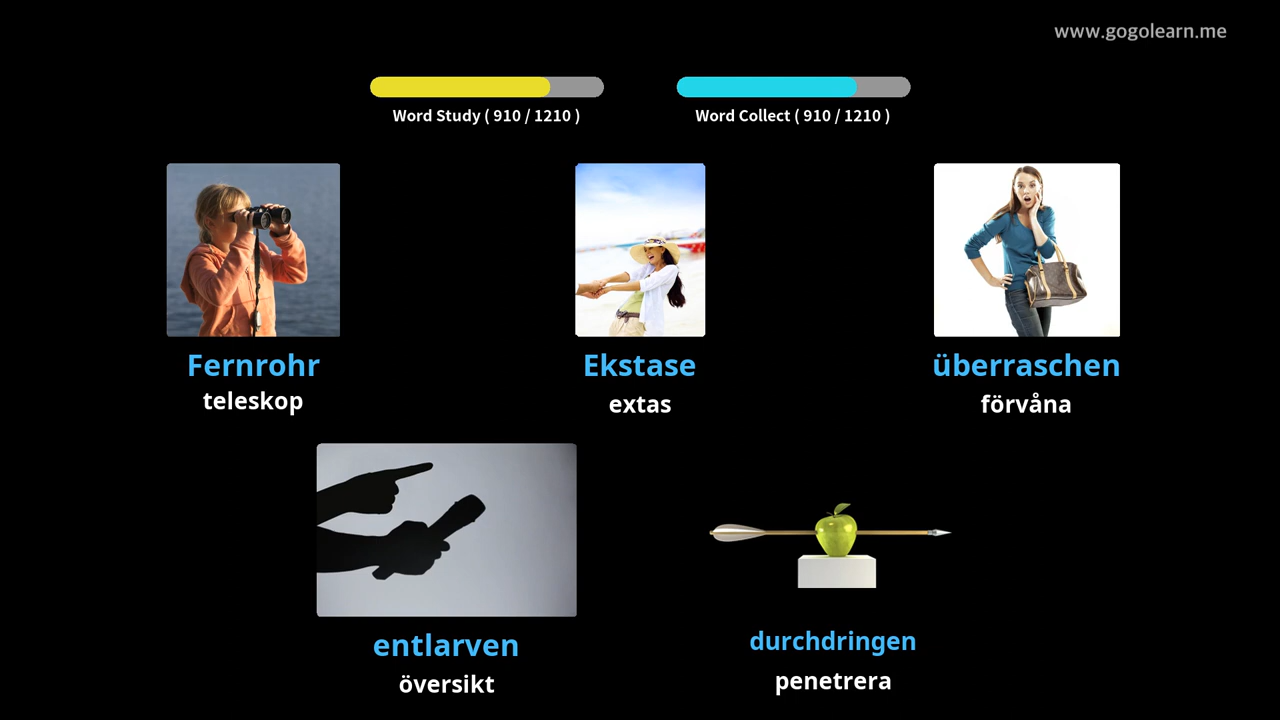 www.gogolearn.me
Word Study ( 910 / 1210 )
Word Collect ( 910 / 1210 )
Fernrohr
teleskop
Ekstase
extas
überraschen
förvåna
entlarven
översikt
durchdringen
penetrera